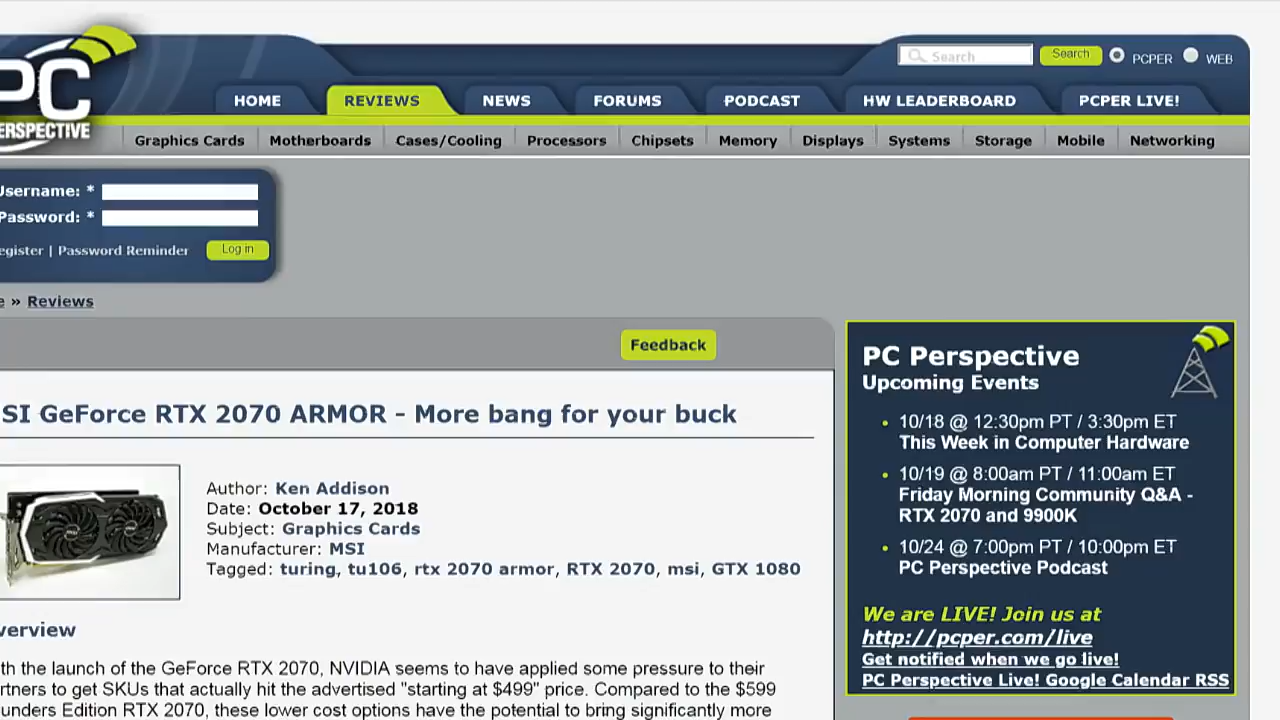 PC
PERSPECTIVE
Search Search PCPER WEB
HOME REVIEWS NEWS FORUMS PODCAST HW LEADERBOARD PCPER LIVE!
Graphics Cards Motherboards Cases/Cooling Processors Chipsets Memory Displays Systems Storage Mobile Networking
Username: *
Password: *
egister | Password Reminder Log in
e » Reviews
Feedback
SI GeForce RTX 2070 ARMOR - More bang for your buck
Author: Ken Addison
Date: October 17, 2018
Subject: Graphics Cards
Manufacturer: MSI
Tagged: turing, tu106, rtx 2070 armor, RTX 2070, msi, GTX 1080
verview
th the launch of the GeForce RTX 2070, NVIDIA seems to have applied some pressure to their
rtners to get SKUs that actually hit the advertised "starting at $499" price. Compared to the $599
unders Edition RTX 2070, these lower cost options have the potential to bring significantly more
PC Perspective
Upcoming Events
10/18 @ 12:30pm PT / 3:30pm ET
This Week in Computer Hardware
10/19 @ 8:00am PT / 11:00am ET
Friday Morning Community Q&A -
RTX 2070 and 9900K
10/24 @ 7:00pm PT / 10:00pm ET
PC Perspective Podcast
We are LIVE! Join us at
http://pcper.com/live
Get notified when we go live!
PC Perspective Live! Google Calendar RSS